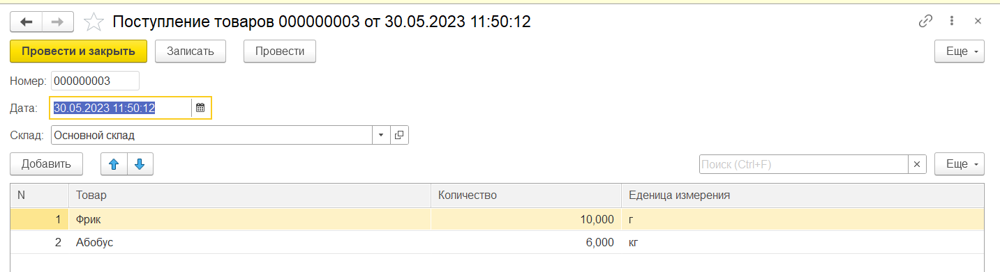 Поступление товаров 000000003 от 30.05.2023 11:50:12
Провести и закрыть Записать Провести Еще
Номер: 000000003
Дата: 30.05.2023 11:50:12
Склад: Основной склад
Добавить Поиск (Ctrl+F) Еще
N Товар Количество Еденица измерения
1 Фрик 10,000 г
2 Абобус 6,000 кг